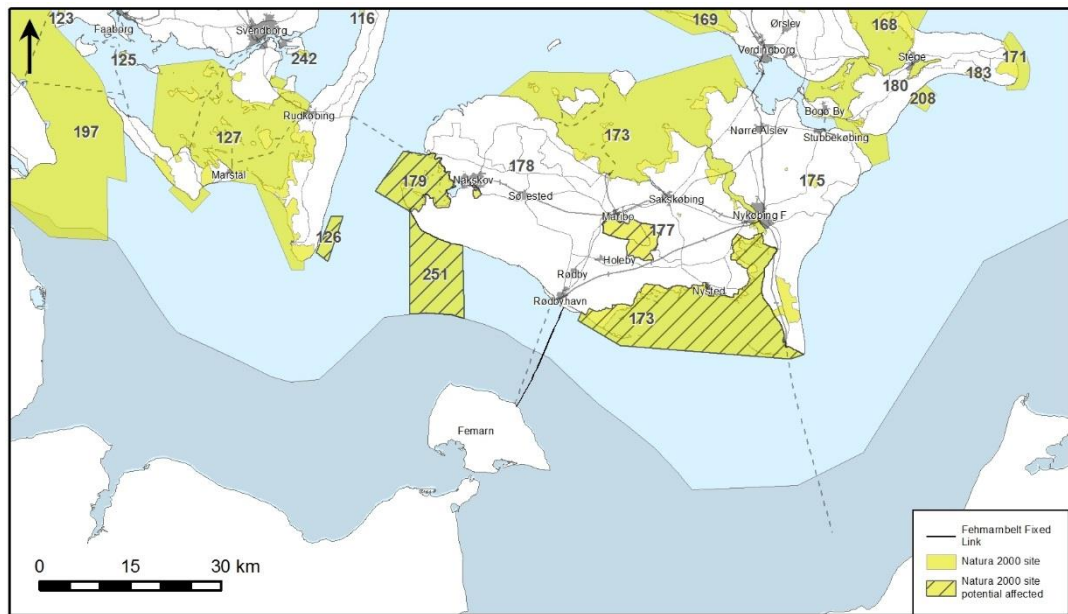 123
Faaborg
116
Svendborg
169
Ørslev
168
125
242
Vordingborg
Stege
171
183
180
208
Rudkøbing
Bogø By
197
127
173
Nørre Alslev
Stubbekøbing
Marstal
179
Nakskov
178
Søllested
Sakskøbing
175
Maribo
Nykøbing F
177
126
251
Holeby
Rødby
Nysted
Rødbyhavn
173
Femarn
0 15 30 km
Fehmarnbelt Fixed
Link
Natura 2000 site
Natura 2000 site
potential affected